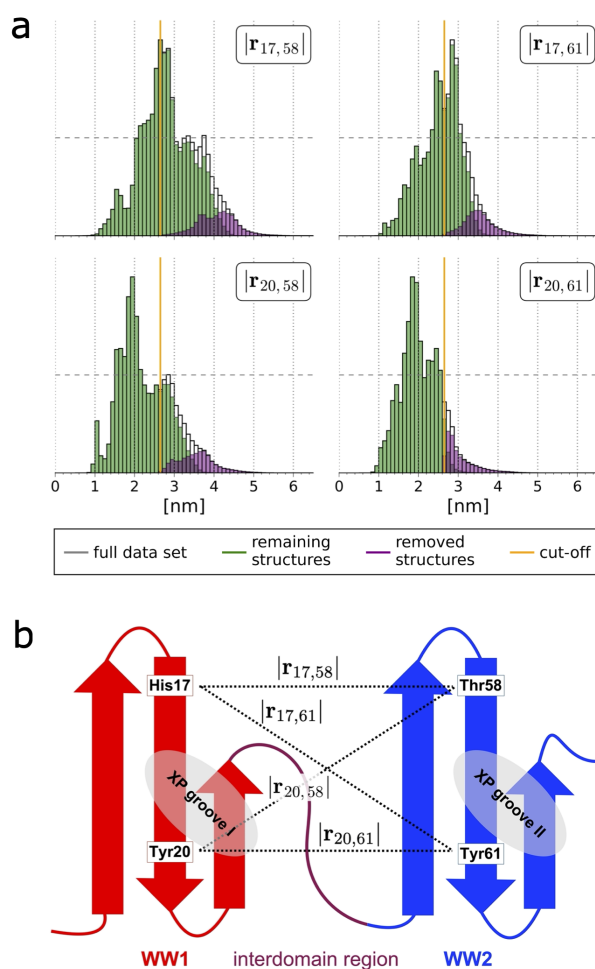 a
|r17,58|
|r17,61|
|r20,58|
|r20,61|
0 1 2 3 4 5 6
0 1 2 3 4 5 6
[nm]
[nm]
full data set
remaining
structures
removed
structures
cut-off
b
|r17,58|
His17
Thr58
|r17,61|
XP groove I
|r20,58|
XP groove II
|r20,61|
Tyr20
Tyr61
WW1
interdomain region
WW2